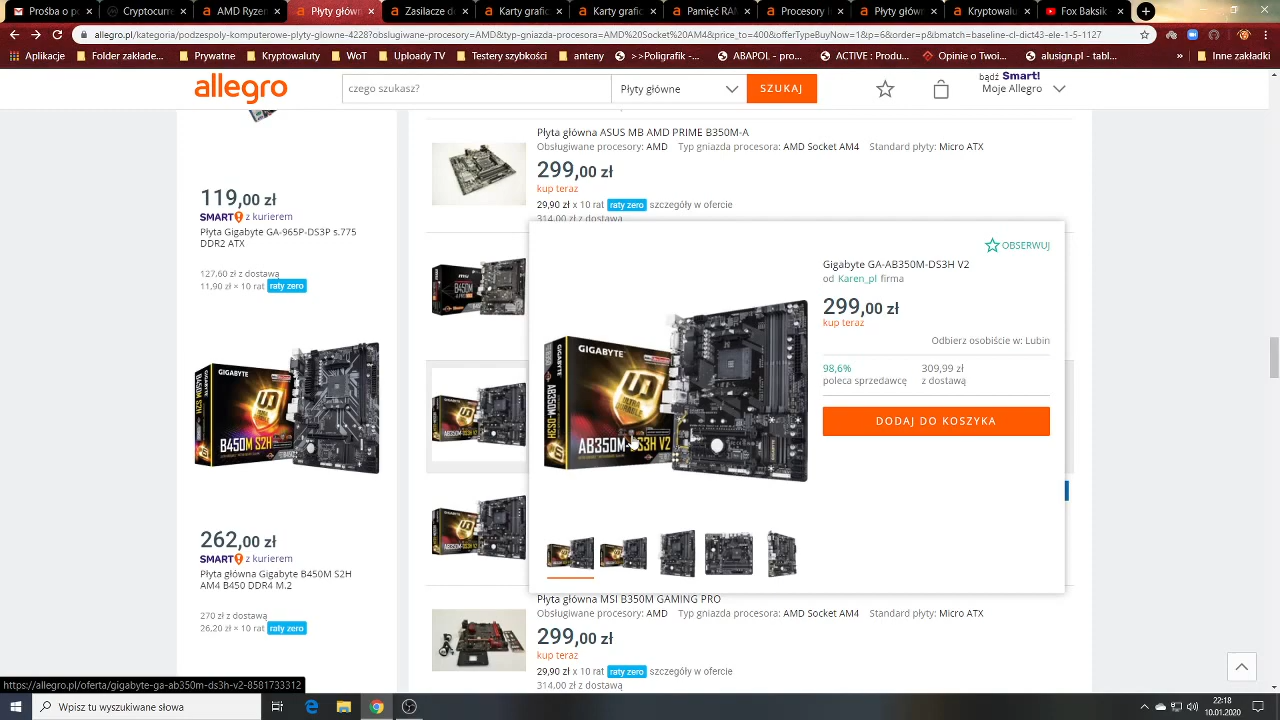 Prośba o p
Cryptocurre
AMD Ryzen
Płyty głów
Zasilacze d
Karty grafic
Karty grafic
Pamięć RA
Procesory i
Płyty główn
Kryptowalu
Fox Baksik
allegro.pl/kategoria/podzespoly-komputerowe-plyty-glowne-4228?obslugiwane-procesory=AMD&typ-gniazda-procesora=AMD%20Socket%20AM4&price_to=400&offerTypeBuyNow=1&p=6&order=p&bmatch=baseline-cl-dict43-ele-1-5-1127
Aplikacje
Folder zakładek
WoT
Uploady TV
Testery szybkości
anteny
>>Poligrafik - ...
ABAPOL - pro...
ACTIVE : Produ...
Opinie o Twoi...
alusign.pl - tabl...
Inne zakładki
allegro
czego szukasz?
Płyty główne
SZUKAJ
bądź Smart!
Moje Allegro
119,00 zł
SMART z kurierem
Płyta Gigabyte GA-965P-DS3P s.775
DDR2 ATX
127,60 zł z dostawą
11,90 zł × 10 rat raty zero
GIGABYTE
B450M S2H
262,00 zł
SMART z kurierem
Płyta główna Gigabyte B450M S2H
AM4 B450 DDR4 M.2
270 zł z dostawą
26,20 zł × 10 rat raty zero
Płyta główna ASUS MB AMD PRIME B350M-A
Obsługiwane procesory: AMD Typ gniazda procesora: AMD Socket AM4 Standard płyty: Micro ATX
299,00 zł
kup teraz
29,90 zł x 10 rat raty zero szczegóły w ofercie
314,00 zł z dostawą
OBSERWUJ
Gigabyte GA-AB350M-DS3H V2
od Karen_pl firma
299,00 zł
kup teraz
Odbierz osobiście w: Lubin
98,6%
poleca sprzedawcę
309,99 zł
z dostawą
DODAJ DO KOSZYKA
GIGABYTE
AB350M-DS3H V2
Płyta główna MSI B350M GAMING PRO
Obsługiwane procesory: AMD Typ gniazda procesora: AMD Socket AM4 Standard płyty: Micro ATX
299,00 zł
kup teraz
29,90 zł x 10 rat raty zero szczegóły w ofercie
314,00 zł z dostawą
https://allegro.pl/oferta/gigabyte-ga-ab350m-ds3h-v2-8581733312
Wpisz tu wyszukiwane słowa
22:18
10.01.2020